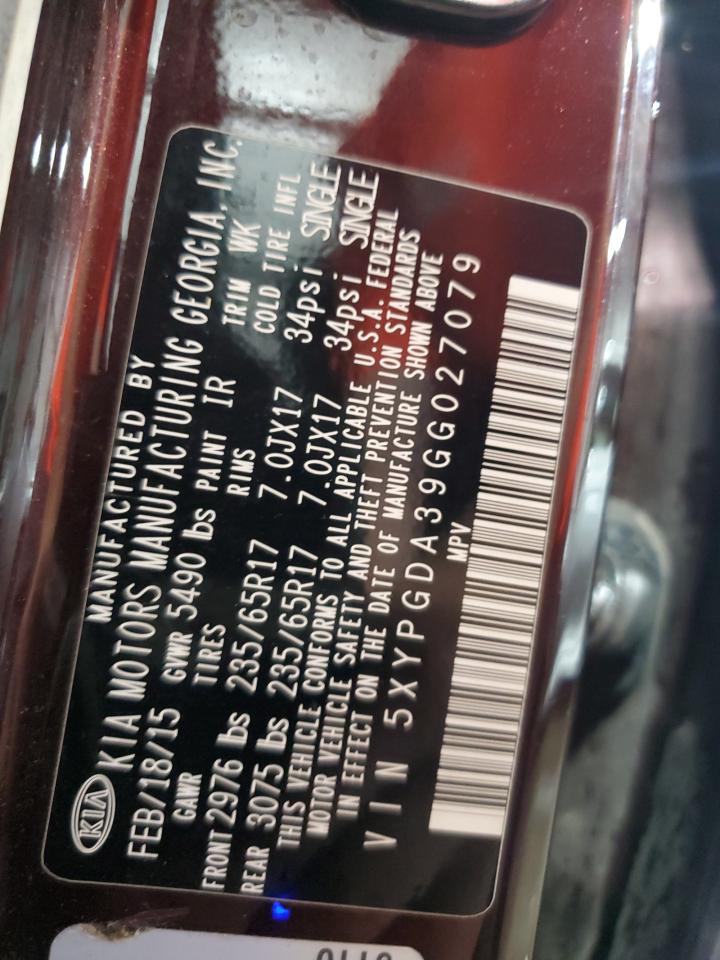 KIA
MANUFACTURED BY
KIA MOTORS MANUFACTURING GEORGIA, INC.
FEB/18/15 GVWR 5490 lbs PAINT IR TRIM WK
GAWR TIRES RIMS COLD TIRE INFL
FRONT 2976 lbs 235/65R17 7.0JX17 34psi SINGLE
REAR 3075 lbs 235/65R17 7.0JX17 34psi SINGLE
THIS VEHICLE CONFORMS TO ALL APPLICABLE U.S.A. FEDERAL
MOTOR VEHICLE SAFETY AND THEFT PREVENTION STANDARDS
IN EFFECT ON THE DATE OF MANUFACTURE SHOWN ABOVE
VIN 5XYPGDA39GG027079
MPV